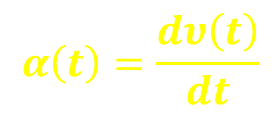 α(t) = dv(t)/dt